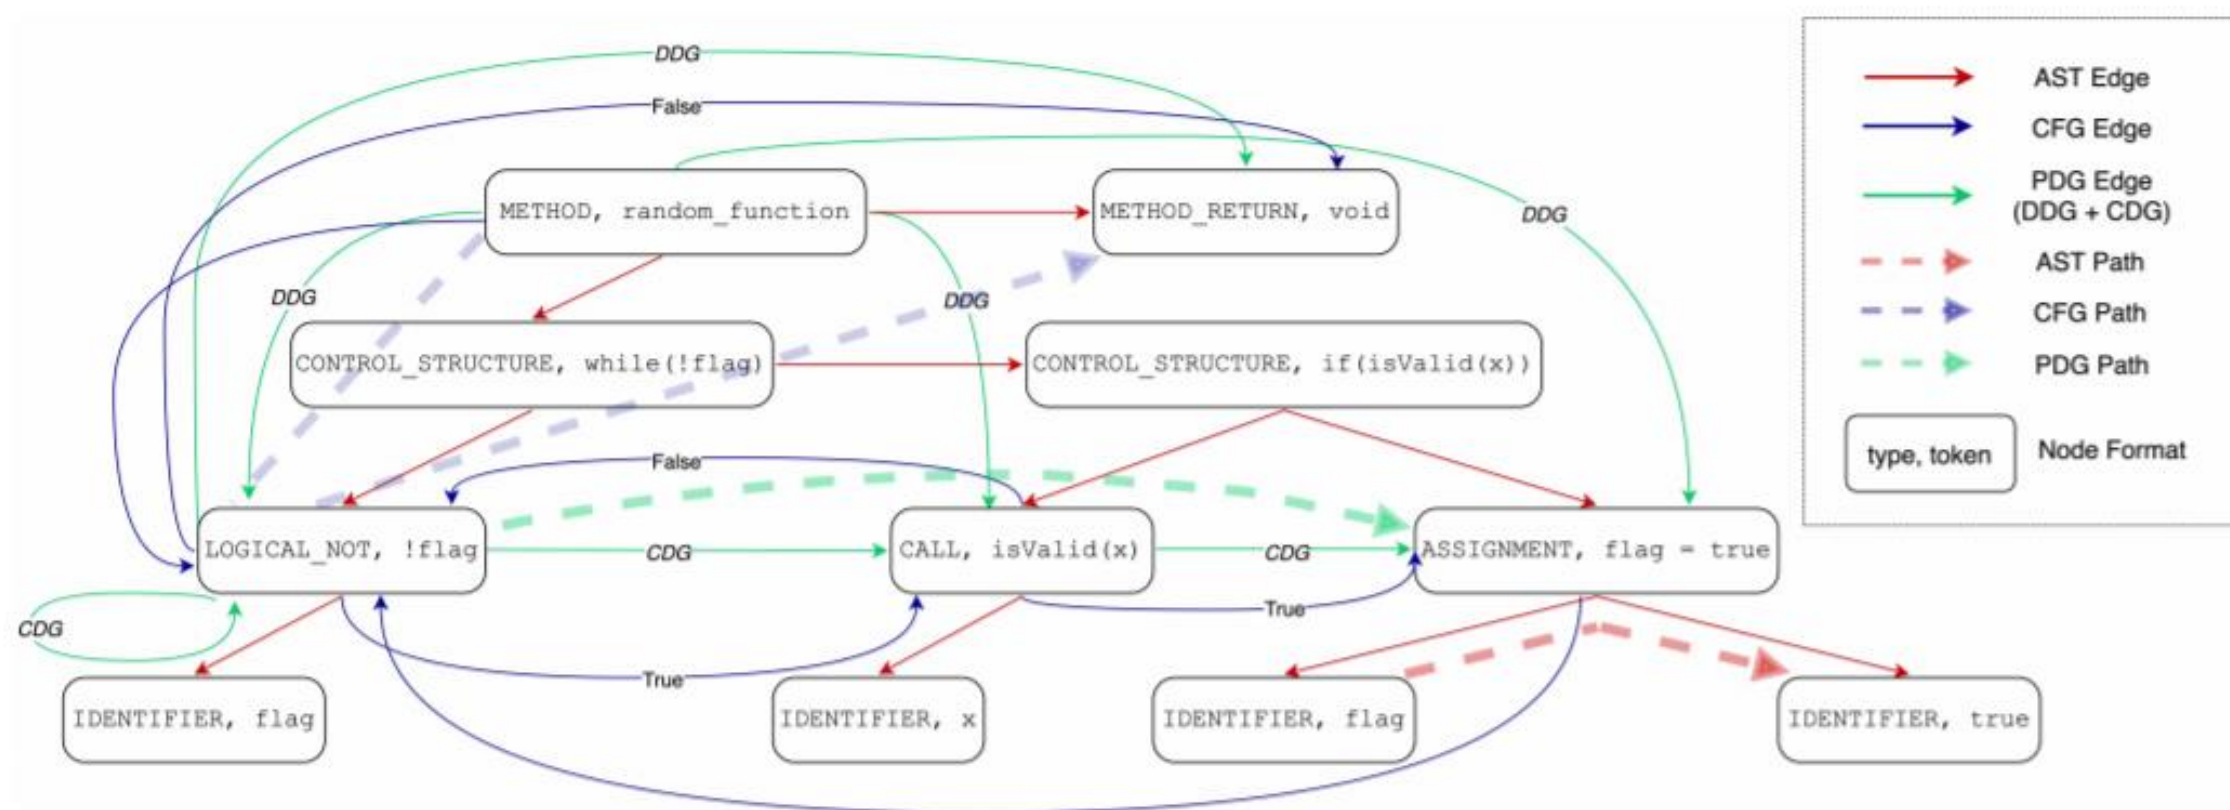 DDG
False
METHOD, random_function
METHOD_RETURN, void
DDG
DDG
DDG
CONTROL_STRUCTURE, while(!flag)
CONTROL_STRUCTURE, if(isValid(x))
False
LOGICAL_NOT, !flag
CDG
CALL, isValid(x)
CDG
ASSIGNMENT, flag = true
True
CDG
True
IDENTIFIER, flag
IDENTIFIER, x
IDENTIFIER, flag
IDENTIFIER, true
AST Edge
CFG Edge
PDG Edge
(DDG + CDG)
AST Path
CFG Path
PDG Path
type, token
Node Format